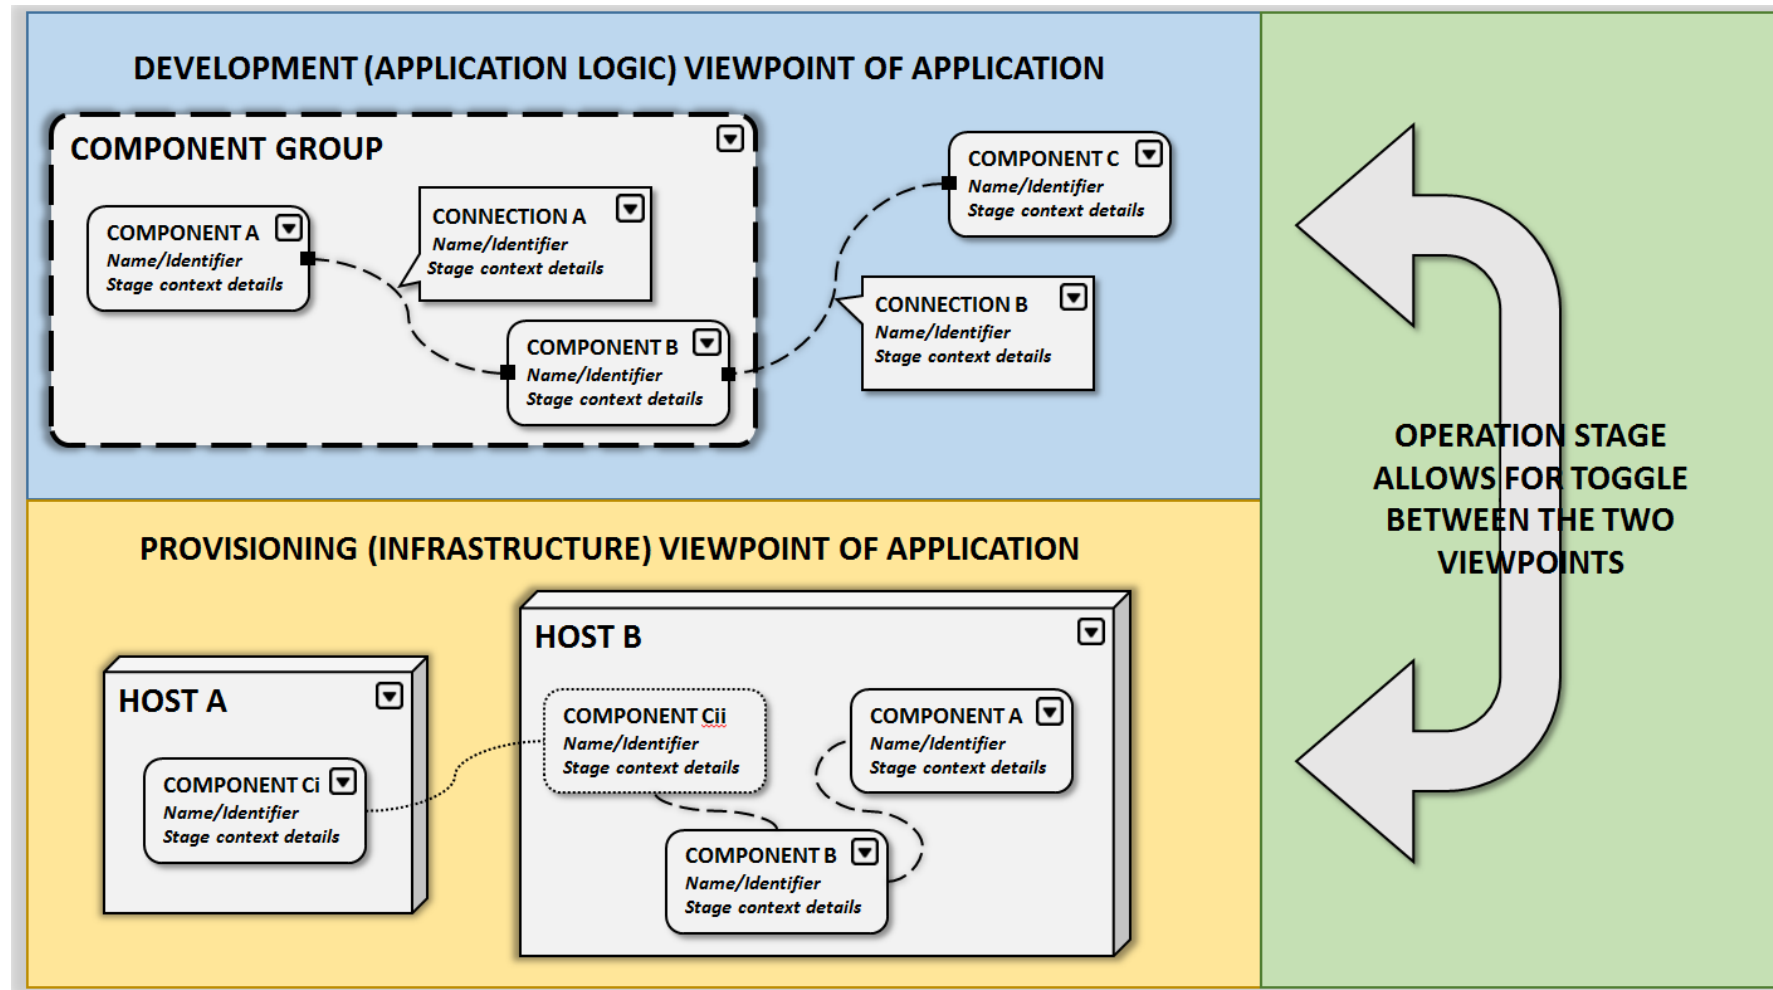 DEVELOPMENT (APPLICATION LOGIC) VIEWPOINT OF APPLICATION
COMPONENT GROUP
COMPONENT A
Name/Identifier
Stage context details
CONNECTION A
Name/Identifier
Stage context details
COMPONENT B
Name/Identifier
Stage context details
COMPONENT C
Name/Identifier
Stage context details
CONNECTION B
Name/Identifier
Stage context details
OPERATION STAGE
ALLOWS FOR TOGGLE
BETWEEN THE TWO
VIEWPOINTS
PROVISIONING (INFRASTRUCTURE) VIEWPOINT OF APPLICATION
HOST A
COMPONENT Ci
Name/Identifier
Stage context details
HOST B
COMPONENT Cii
Name/Identifier
Stage context details
COMPONENT A
Name/Identifier
Stage context details
COMPONENT B
Name/Identifier
Stage context details